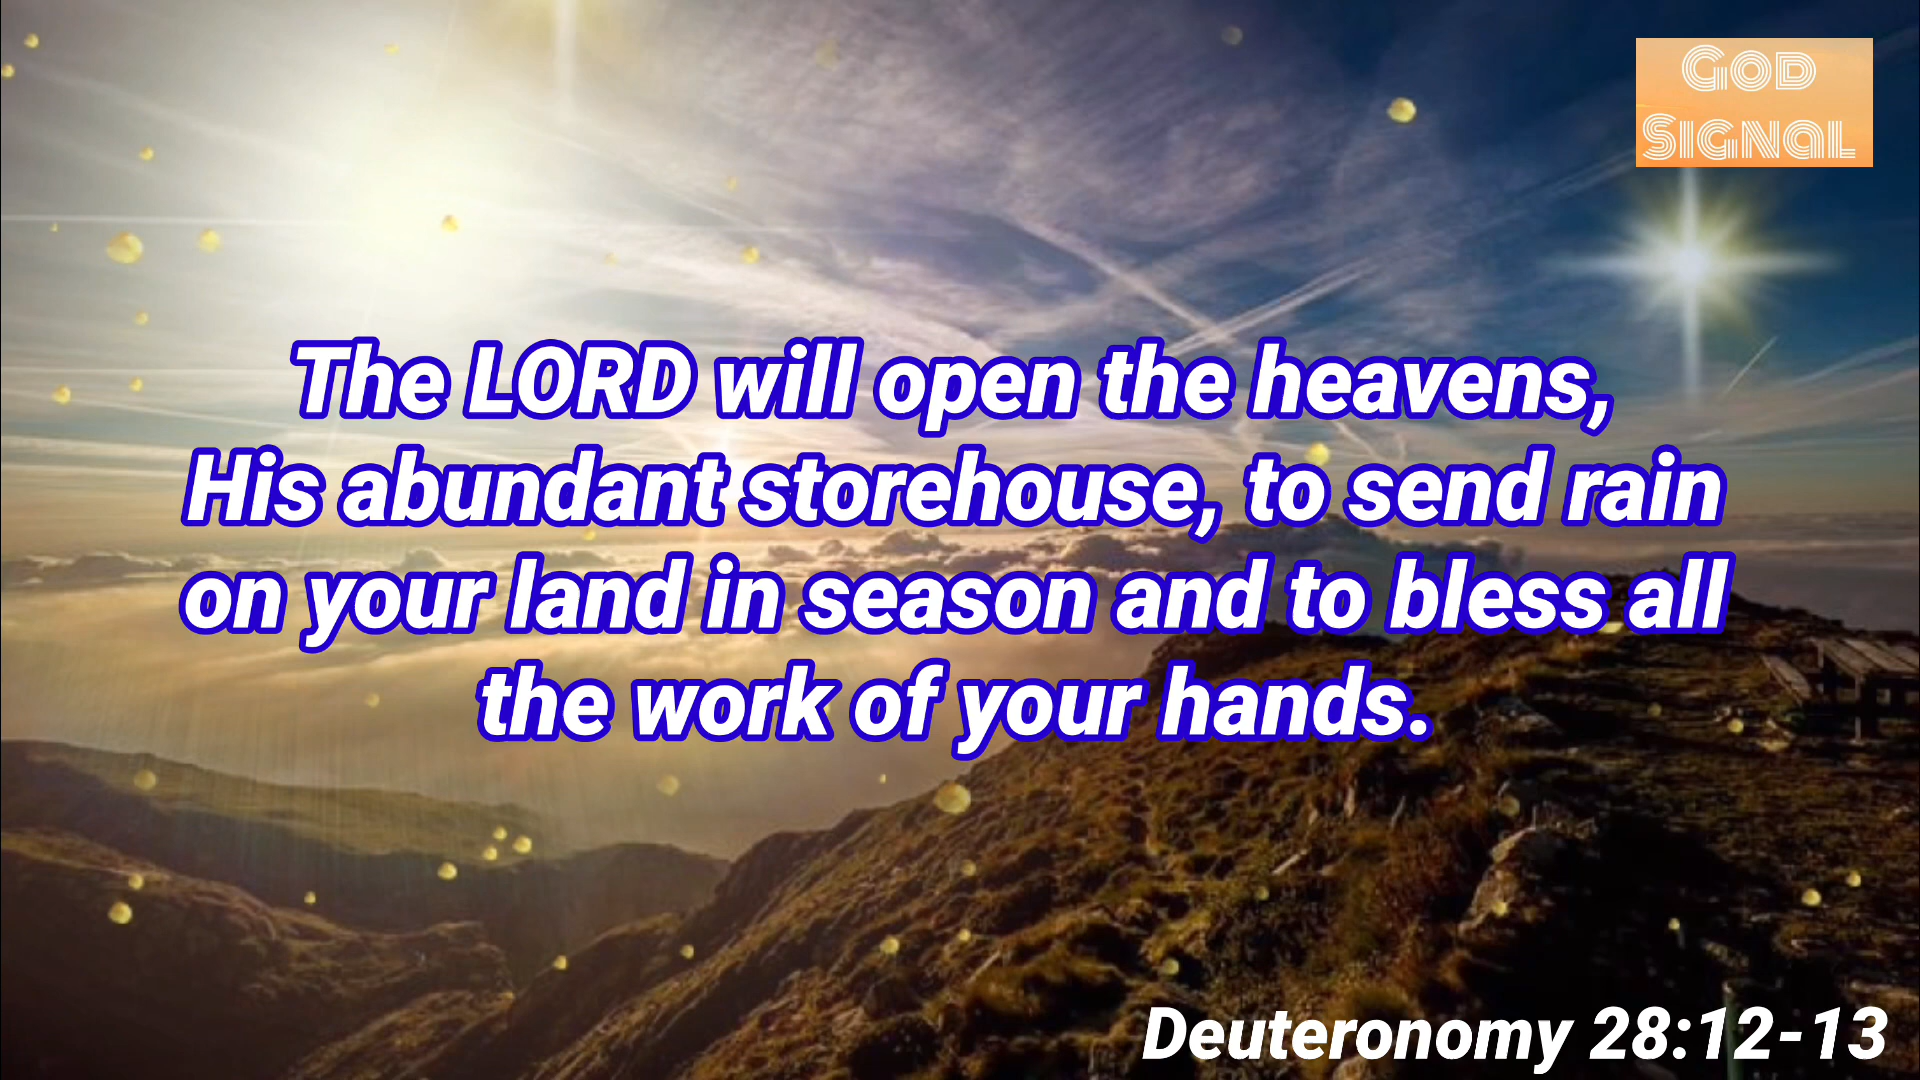 God
Signal
The LORD will open the heavens,
His abundant storehouse, to send rain
on your land in season and to bless all
the work of your hands.
Deuteronomy 28:12-13